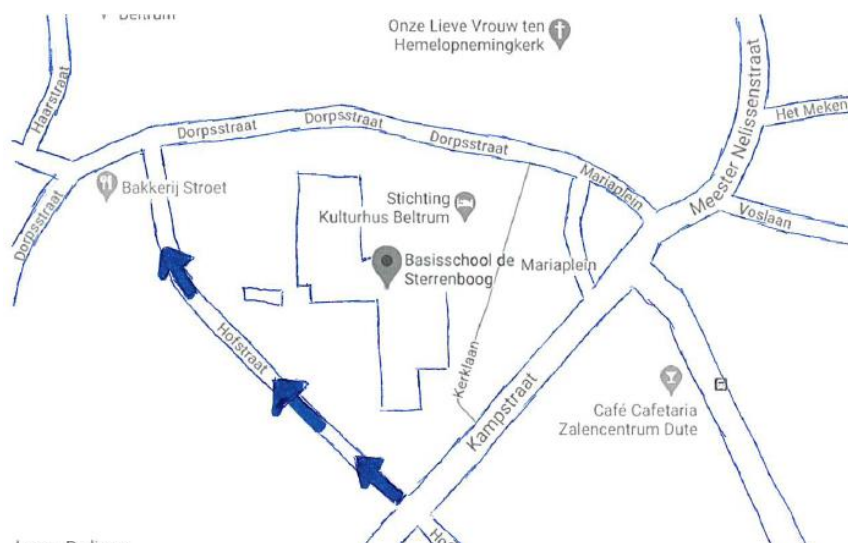 Beltrum
Onze Lieve Vrouw ten
Hemelopnemingkerk
Haarstraat
Dorpsstraat
Dorpsstraat
Dorpsstraat
Meester Nelissenstraat
Het Meken
Bakkerij Stroet
Dorpsstraat
Stichting
Kulturhus Beltrum
Mariaplein
Voslaan
Basisschool de
Sterrenboog
Mariaplein
Hofstraat
Kerklaan
Kampstraat
Café Cafetaria
Zalencentrum Dute